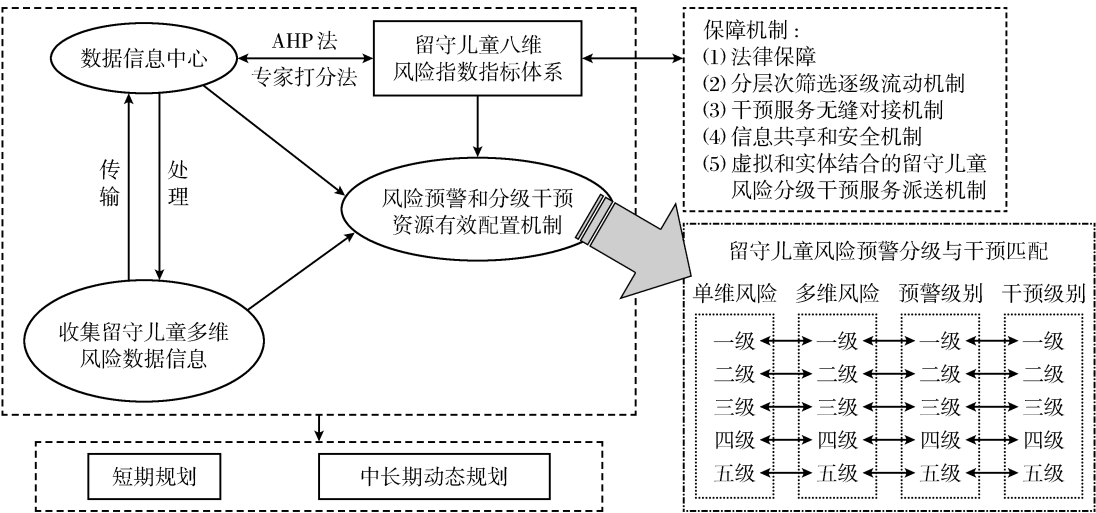 数据信息中心
AHP 法
专家打分法
留守儿童八维
风险指数指标体系
传输
处理
风险预警和分级干预
资源有效配置机制
收集留守儿童多维
风险数据信息
短期规划
中长期动态规划
保障机制:
(1) 法律保障
(2) 分层次筛选逐级流动机制
(3) 干预服务无缝对接机制
(4) 信息共享和安全机制
(5) 虚拟和实体结合的留守儿童
风险分级干预服务派送机制
留守儿童风险预警分级与干预匹配
单维风险 多维风险 预警级别 干预级别
一级 一级 一级 一级
二级 二级 二级 二级
三级 三级 三级 三级
四级 四级 四级 四级
五级 五级 五级 五级